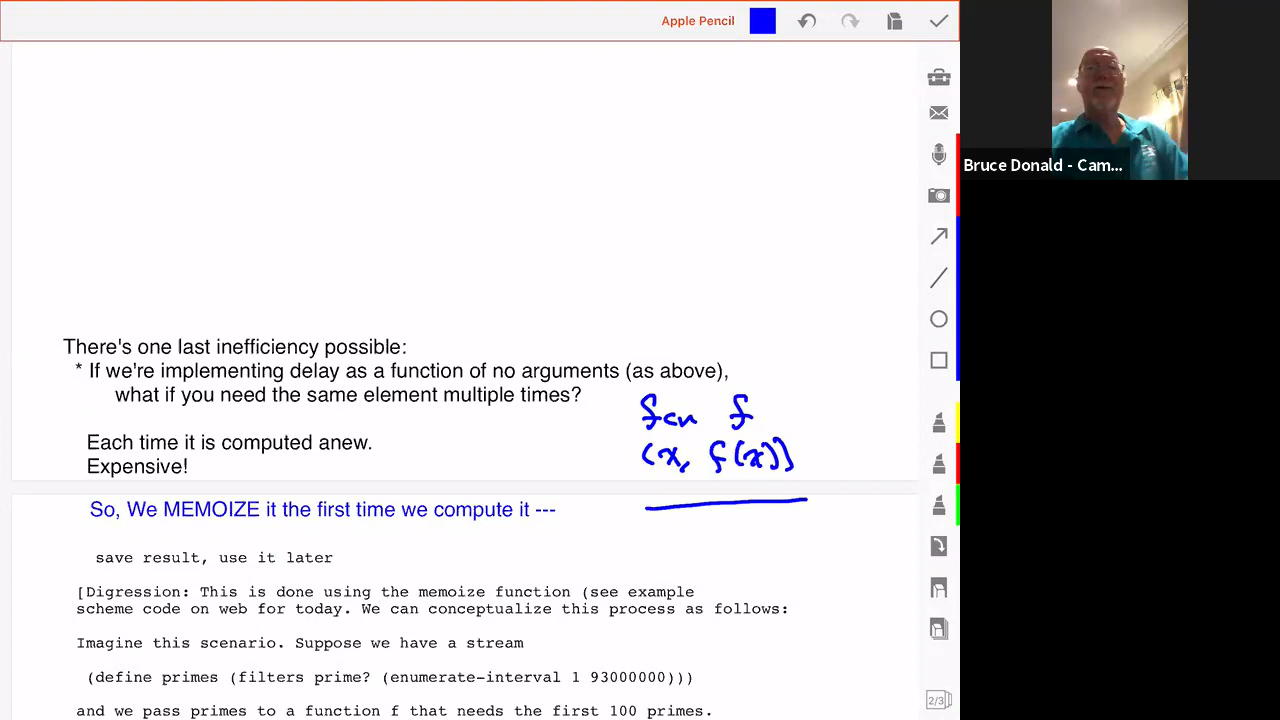 Apple Pencil
Bruce Donald - Cam...
There's one last inefficiency possible:
* If we're implementing delay as a function of no arguments (as above),
what if you need the same element multiple times?
fcn f
Each time it is computed anew.
(x, f(x))
Expensive!
So, We MEMOIZE it the first time we compute it ---
save result, use it later
[Digression: This is done using the memoize function (see example
scheme code on web for today. We can conceptualize this process as follows:
Imagine this scenario. Suppose we have a stream
(define primes (filters prime? (enumerate-interval 1 93000000)))
2/3
and we pass primes to a function f that needs the first 100 primes.